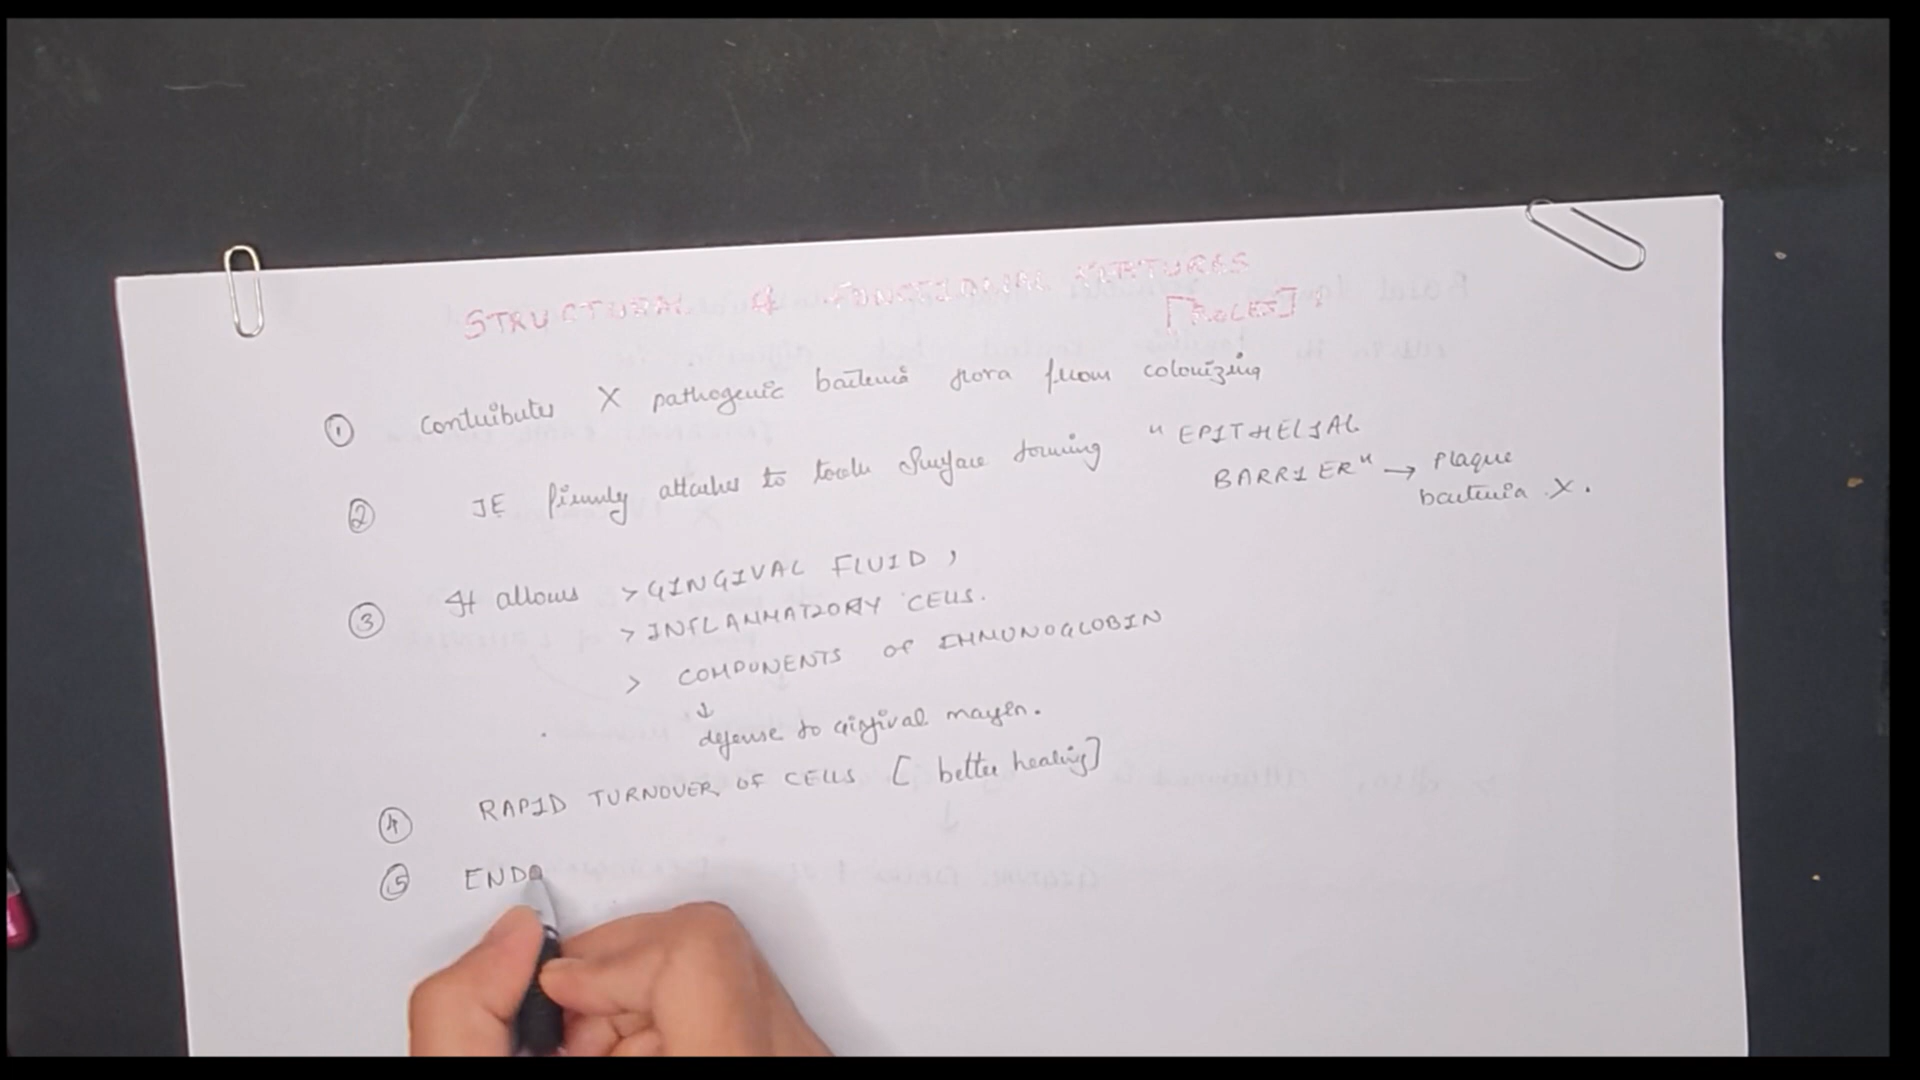 STRUCTURAL & FUNCTIONAL FEATURES
[ROLES]:
① Contributes X pathogenic bacteria flora from colonizing
② JE firmly attaches to tooth surface forming "EPITHELIAL
BARRIER" → plaque
bacteria X.
③ It allows > GINGIVAL FLUID,
> INFLAMMATORY CELLS.
> COMPONENTS OF IMMUNOGLOBIN
↓
defense to gingival margin.
④ RAPID TURNOVER OF CELLS [better healing]
⑤ ENDO